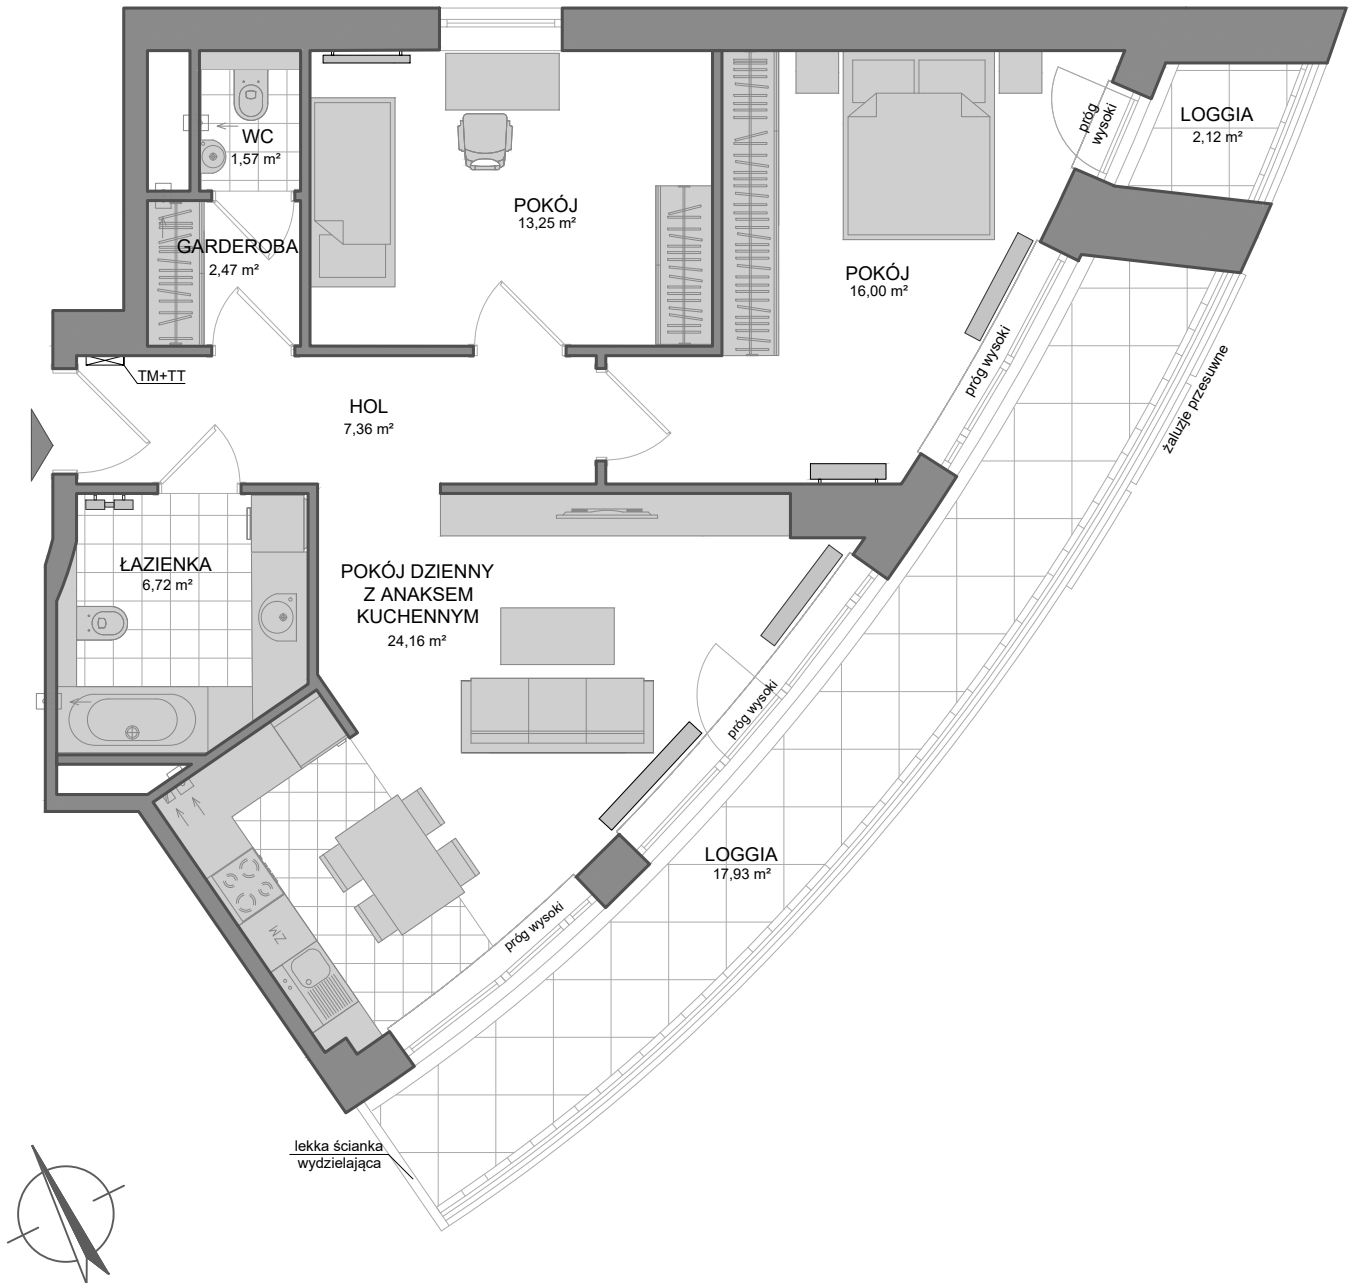 WC
1,57 m²
GARDEROBA
2,47 m²
POKÓJ
13,25 m²
POKÓJ
16,00 m²
próg wysoki
LOGGIA
2,12 m²
próg wysoki
żaluzje przesuwne
TM+TT
HOL
7,36 m²
ŁAZIENKA
6,72 m²
POKÓJ DZIENNY
Z ANAKSEM
KUCHENNYM
24,16 m²
próg wysoki
LOGGIA
17,93 m²
próg wysoki
ZM
lekka ścianka
wydzielająca